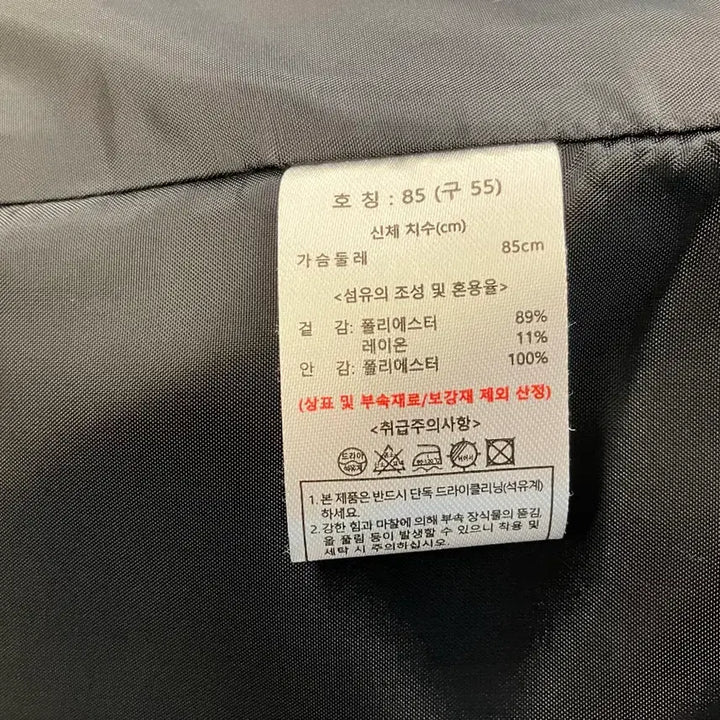 호 칭 : 85 (구 55)
신체 치수(cm)
가슴둘레 85cm
<섬유의 조성 및 혼용율>
겉 감: 폴리에스터 89%
레이온 11%
안 감: 폴리에스터 100%
(상표 및 부속재료/보강재 제외 산정)
<취급주의사항>
드라이
석유계
1. 본 제품은 반드시 단독 드라이클리닝(석유계)
하세요.
2. 강한 힘과 마찰에 의해 부속 장식물의 뜯김,
올 풀림 등이 발생할 수 있으니 착용 및
세탁 시 주의하십시오.